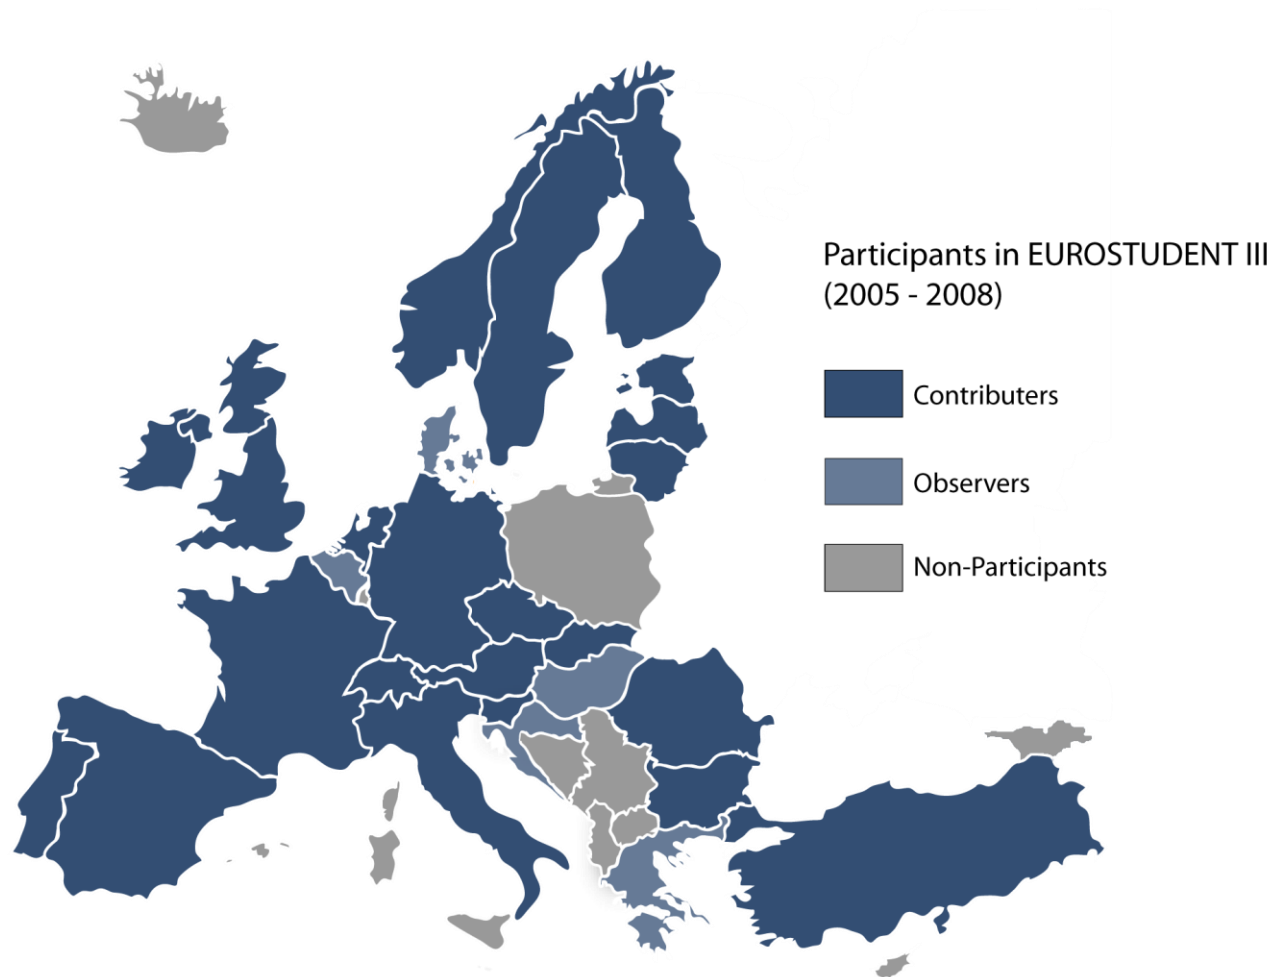 Participants in EUROSTUDENT III
(2005 - 2008)
Contributers
Observers
Non-Participants